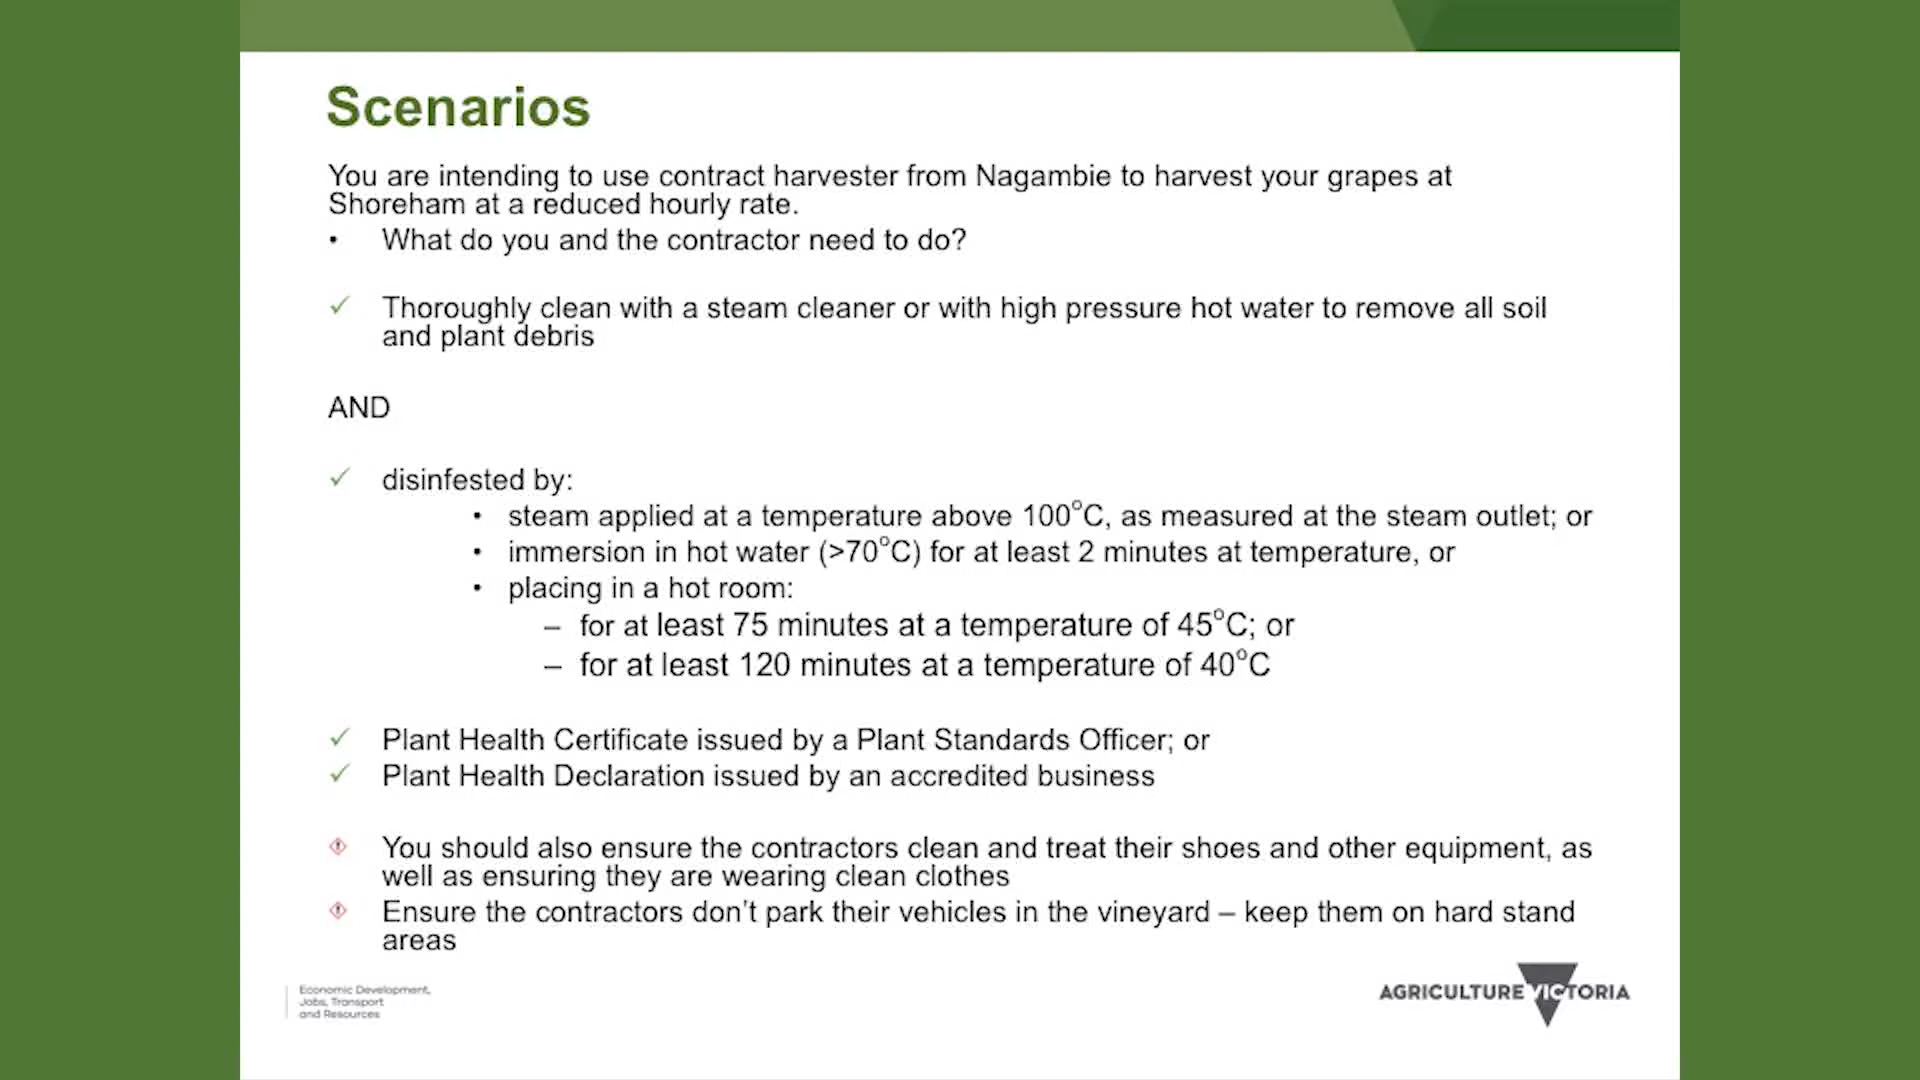 Scenarios
You are intending to use contract harvester from Nagambie to harvest your grapes at
Shoreham at a reduced hourly rate.
• What do you and the contractor need to do?
✓ Thoroughly clean with a steam cleaner or with high pressure hot water to remove all soil
and plant debris
AND
✓ disinfested by:
• steam applied at a temperature above 100°C, as measured at the steam outlet; or
• immersion in hot water (>70°C) for at least 2 minutes at temperature, or
• placing in a hot room:
– for at least 75 minutes at a temperature of 45°C; or
– for at least 120 minutes at a temperature of 40°C
✓ Plant Health Certificate issued by a Plant Standards Officer; or
✓ Plant Health Declaration issued by an accredited business
You should also ensure the contractors clean and treat their shoes and other equipment, as
well as ensuring they are wearing clean clothes
Ensure the contractors don't park their vehicles in the vineyard – keep them on hard stand
areas
Economic Development,
Jobs, Transport
and Resources
AGRICULTURE VICTORIA